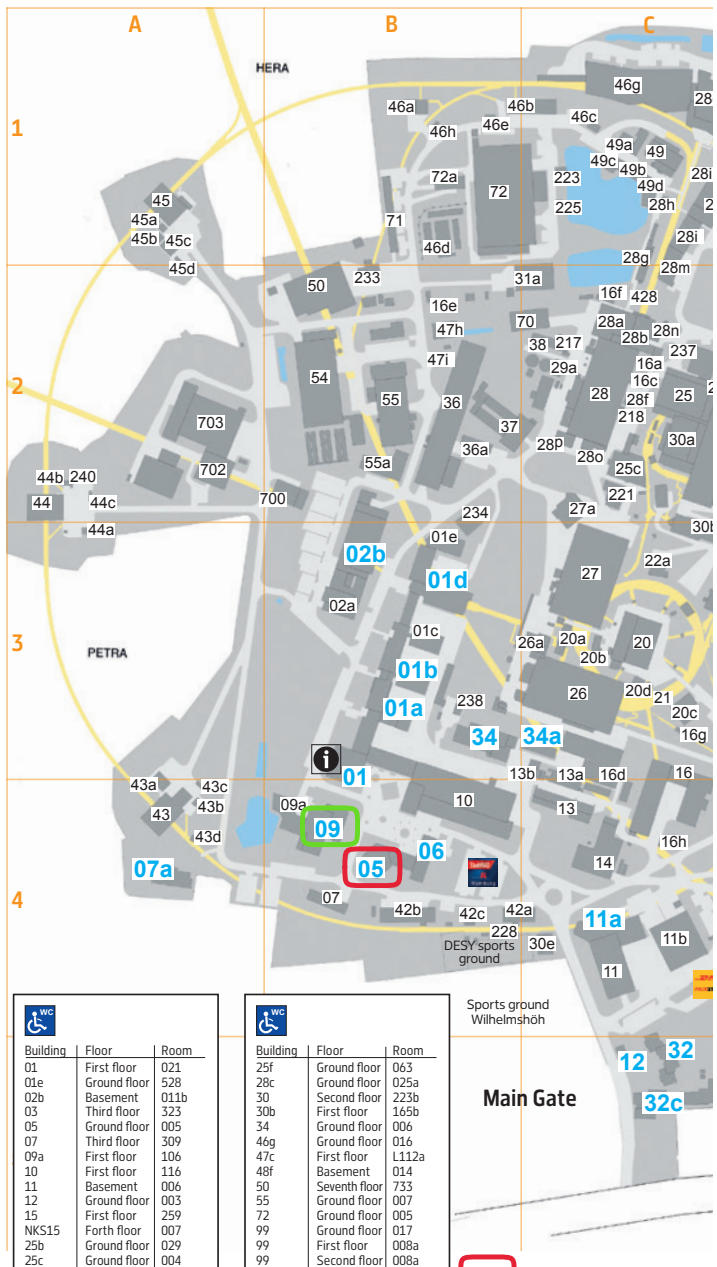 A
B
C
HERA
46g
28
46a
46b
46c
1
46h
46e
49a
49
49c
49b
28i
72a
223
49d
72
45
225
28h
45a
71
45b
45c
46d
28i
28g
45d
28m
50
233
31a
16f
428
16e
70
28a
28n
47h
28b
38
217
237
47i
16a
29a
54
16c
2
55
36
28
28f
25
218
703
37
30a
28p
36a
55a
28o
702
25c
44b
240
221
700
44
44c
27a
234
44a
30b
01e
02b
22a
01d
27
02a
01c
20a
3
26a
20
PETRA
20b
01b
20d
26
21
238
01a
20c
34
34a
16g
i
01
13b
13a
16d
16
43a
43c
09a
10
43
43b
13
09
43d
16h
06
14
05
07a
4
07
42b
42c
42a
11a
228
DESY sports
ground
30e
11b
11
Sports ground
Wilhelmshöh
12
32
Main Gate
32c
WC
Building Floor Room
01 First floor 021
01e Ground floor 528
02b Basement 011b
03 Third floor 323
05 Ground floor 005
07 Third floor 309
09a First floor 106
10 First floor 116
11 Basement 006
12 Ground floor 003
15 First floor 259
NKS15 Forth floor 007
25b Ground floor 029
25c Ground floor 004
WC
Building Floor Room
25f Ground floor 063
28c Ground floor 025a
30 Second floor 223b
30b First floor 165b
34 Ground floor 006
46g Ground floor 016
47c First floor L112a
48f Basement 014
50 Seventh floor 733
55 Ground floor 007
72 Ground floor 005
99 Ground floor 017
99 First floor 008a
99 Second floor 008a